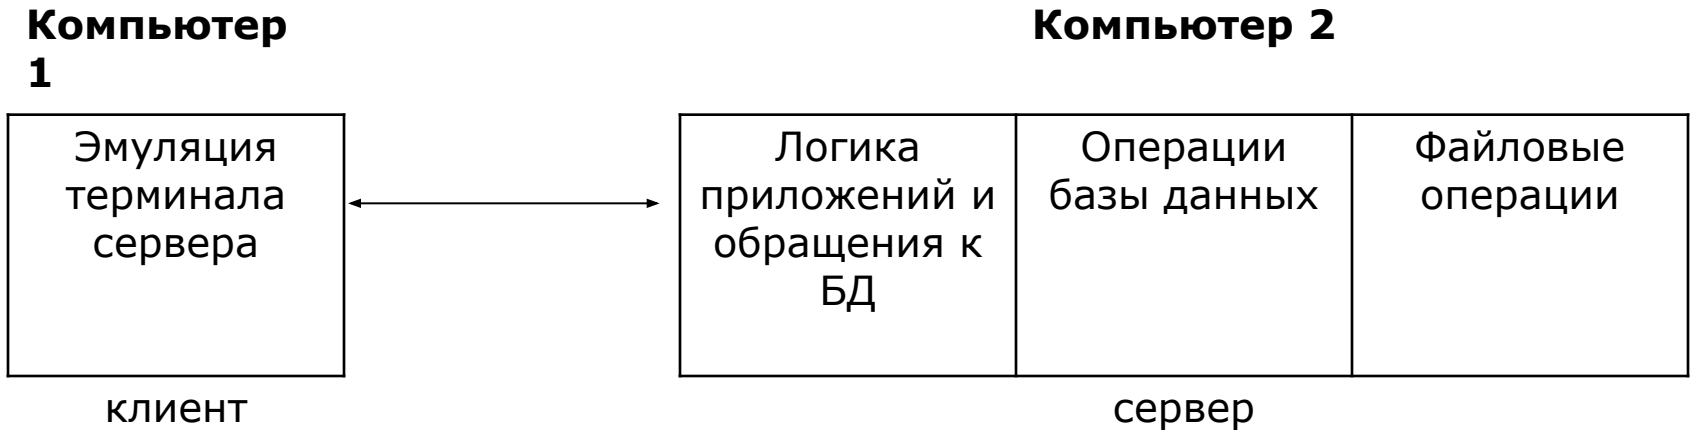 Компьютер
1
Компьютер 2
Эмуляция
терминала
сервера
Логика
приложений и
обращения к
БД
Операции
базы данных
Файловые
операции
клиент
сервер